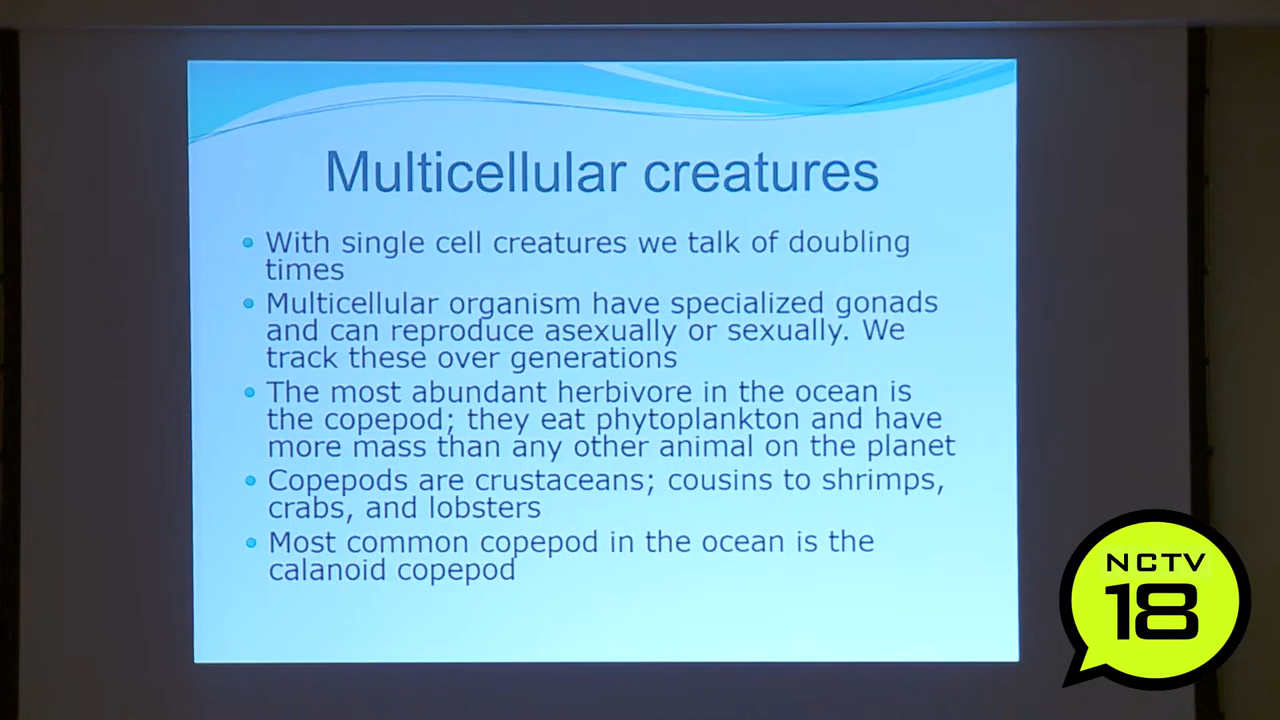 Multicellular creatures
• With single cell creatures we talk of doubling
times
• Multicellular organism have specialized gonads
and can reproduce asexually or sexually. We
track these over generations
• The most abundant herbivore in the ocean is
the copepod; they eat phytoplankton and have
more mass than any other animal on the planet
• Copepods are crustaceans; cousins to shrimps,
crabs, and lobsters
• Most common copepod in the ocean is the
calanoid copepod
NCTV
18